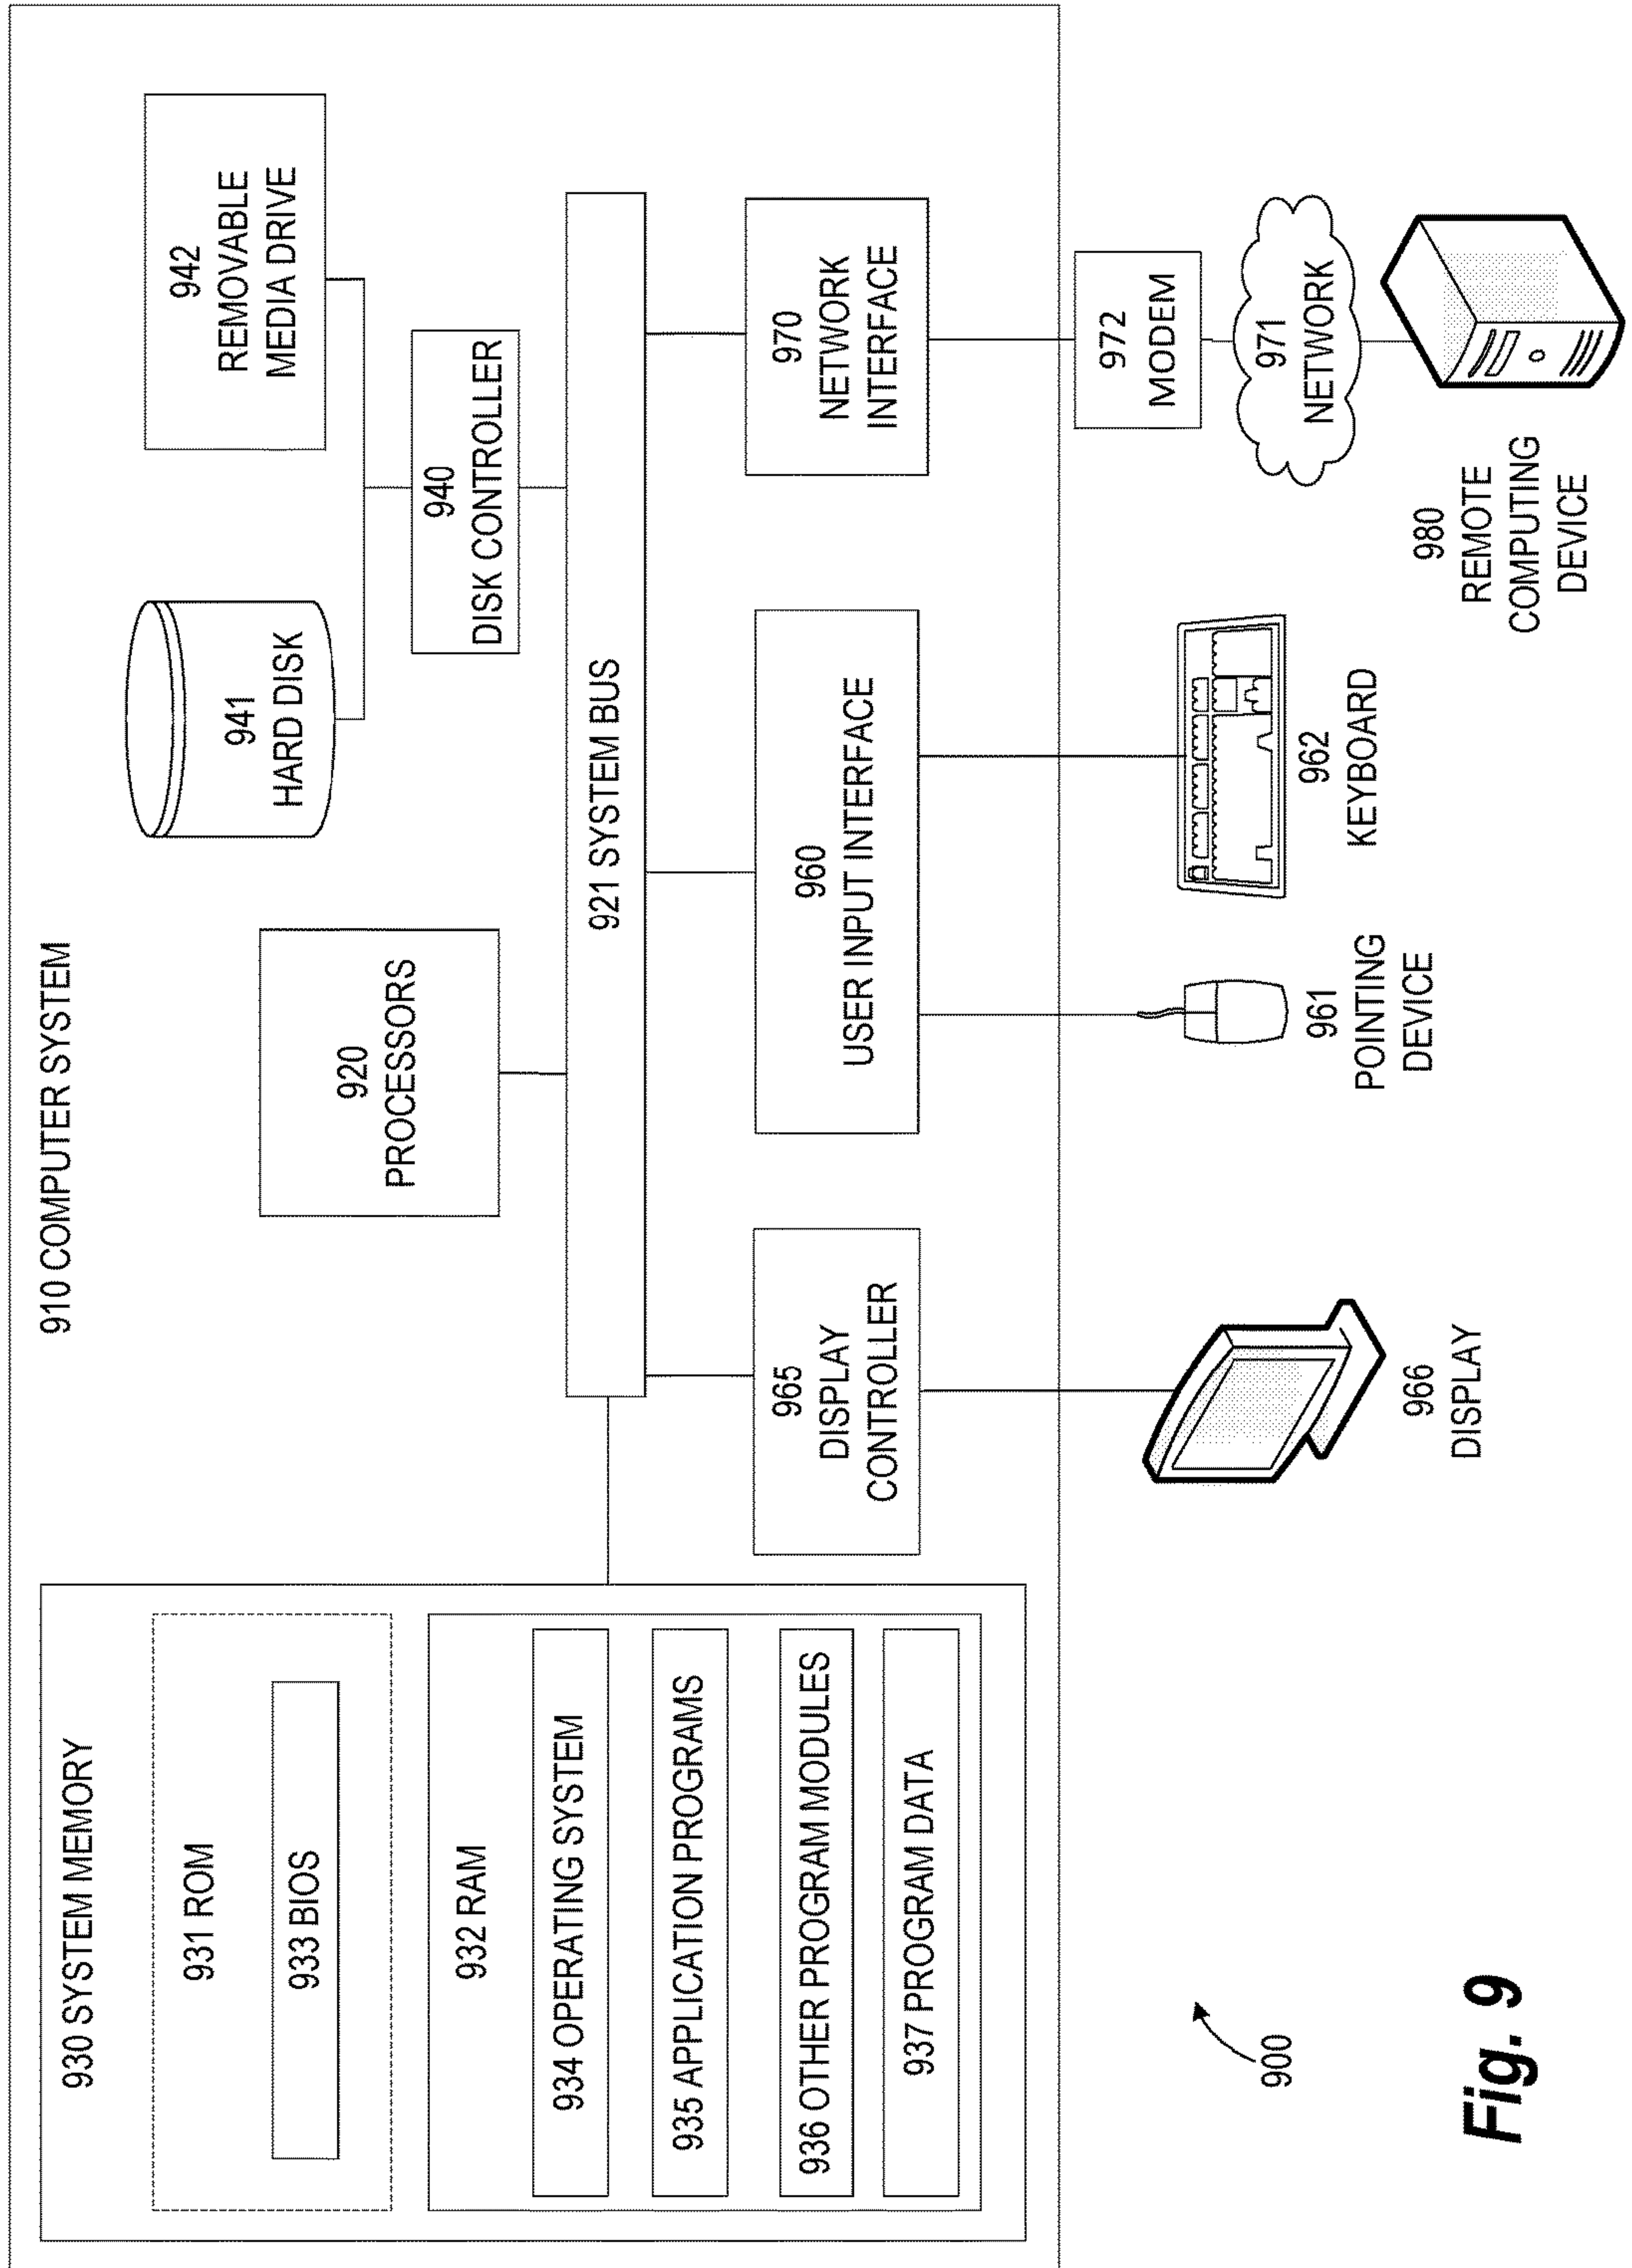 910 COMPUTER SYSTEM
930 SYSTEM MEMORY
931 ROM
933 BIOS
932 RAM
934 OPERATING SYSTEM
935 APPLICATION PROGRAMS
936 OTHER PROGRAM MODULES
937 PROGRAM DATA
920
PROCESSORS
941
HARD DISK
942
REMOVABLE
MEDIA DRIVE
940
DISK CONTROLLER
921 SYSTEM BUS
965
DISPLAY
CONTROLLER
960
USER INPUT INTERFACE
970
NETWORK
INTERFACE
972
MODEM
971
NETWORK
966
DISPLAY
961
POINTING
DEVICE
962
KEYBOARD
980
REMOTE
COMPUTING
DEVICE
900
Fig. 9